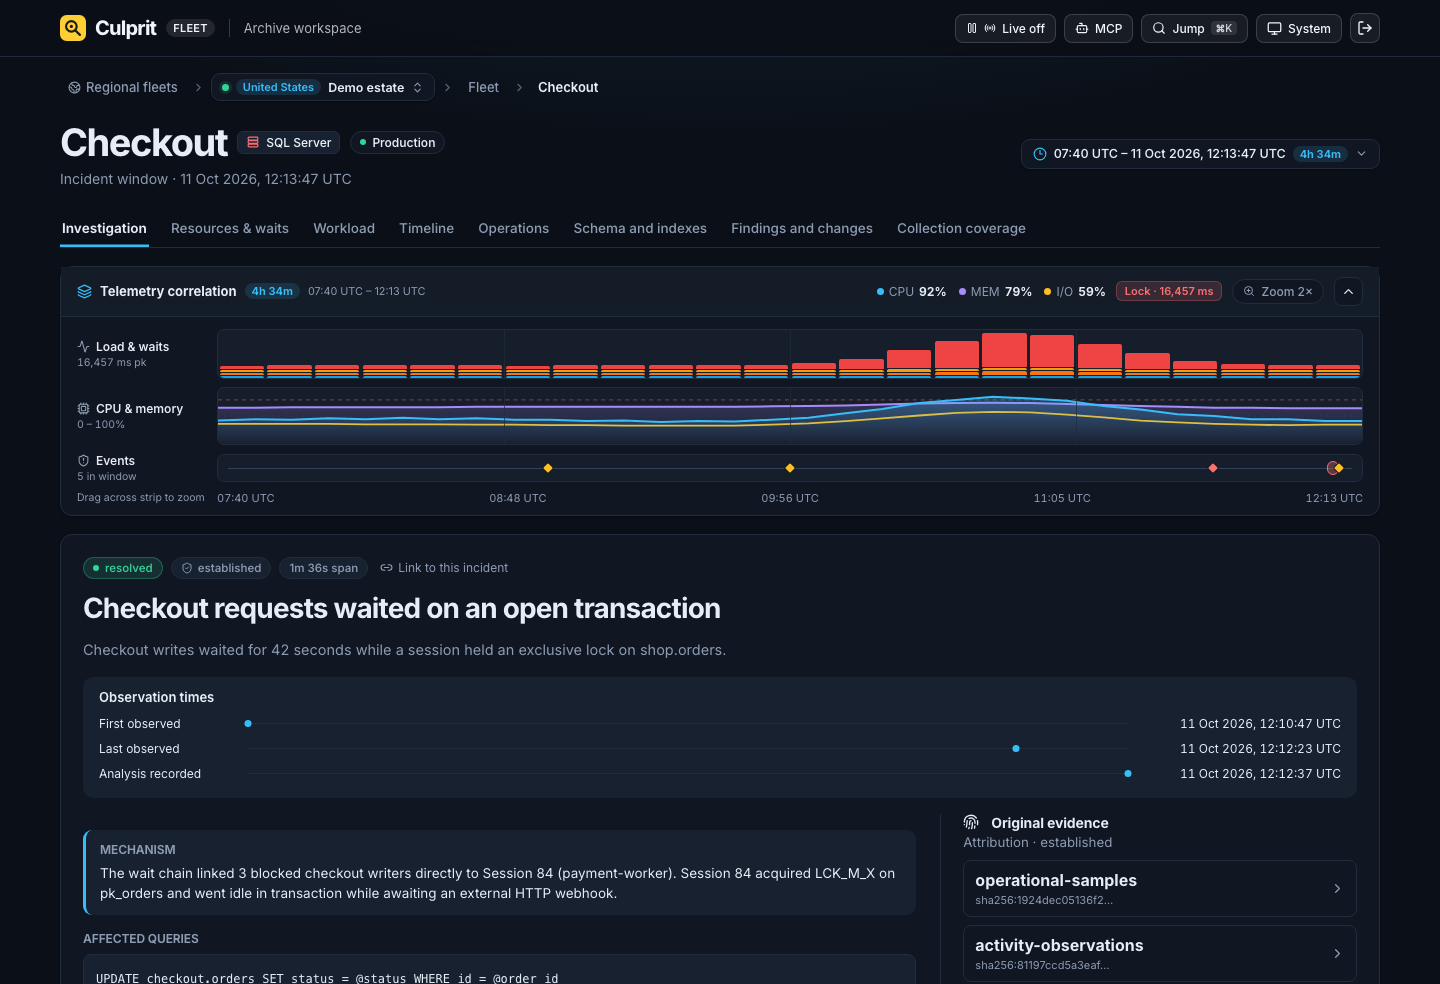 Culprit FLEET Archive workspace
Live off MCP Jump ⌘K System
Regional fleets United States Demo estate Fleet Checkout
Checkout SQL Server Production
07:40 UTC – 11 Oct 2026, 12:13:47 UTC 4h 34m
Incident window · 11 Oct 2026, 12:13:47 UTC
Investigation Resources & waits Workload Timeline Operations Schema and indexes Findings and changes Collection coverage
Telemetry correlation 4h 34m 07:40 UTC – 12:13 UTC
CPU 92% MEM 79% I/O 59% Lock · 16,457 ms Zoom 2×
Load & waits
16,457 ms pk
CPU & memory
0 – 100%
Events
5 in window
Drag across strip to zoom 07:40 UTC 08:48 UTC 09:56 UTC 11:05 UTC 12:13 UTC
resolved established 1m 36s span Link to this incident
Checkout requests waited on an open transaction
Checkout writes waited for 42 seconds while a session held an exclusive lock on shop.orders.
Observation times
First observed 11 Oct 2026, 12:10:47 UTC
Last observed 11 Oct 2026, 12:12:23 UTC
Analysis recorded 11 Oct 2026, 12:12:37 UTC
MECHANISM
The wait chain linked 3 blocked checkout writers directly to Session 84 (payment-worker). Session 84 acquired LCK_M_X on
pk_orders and went idle in transaction while awaiting an external HTTP webhook.
AFFECTED QUERIES
UPDATE checkout.orders SET status = @status WHERE id = @order_id
Original evidence
Attribution · established
operational-samples
sha256:1924dec05136f2...
activity-observations
sha256:81197ccd5a3eaf...